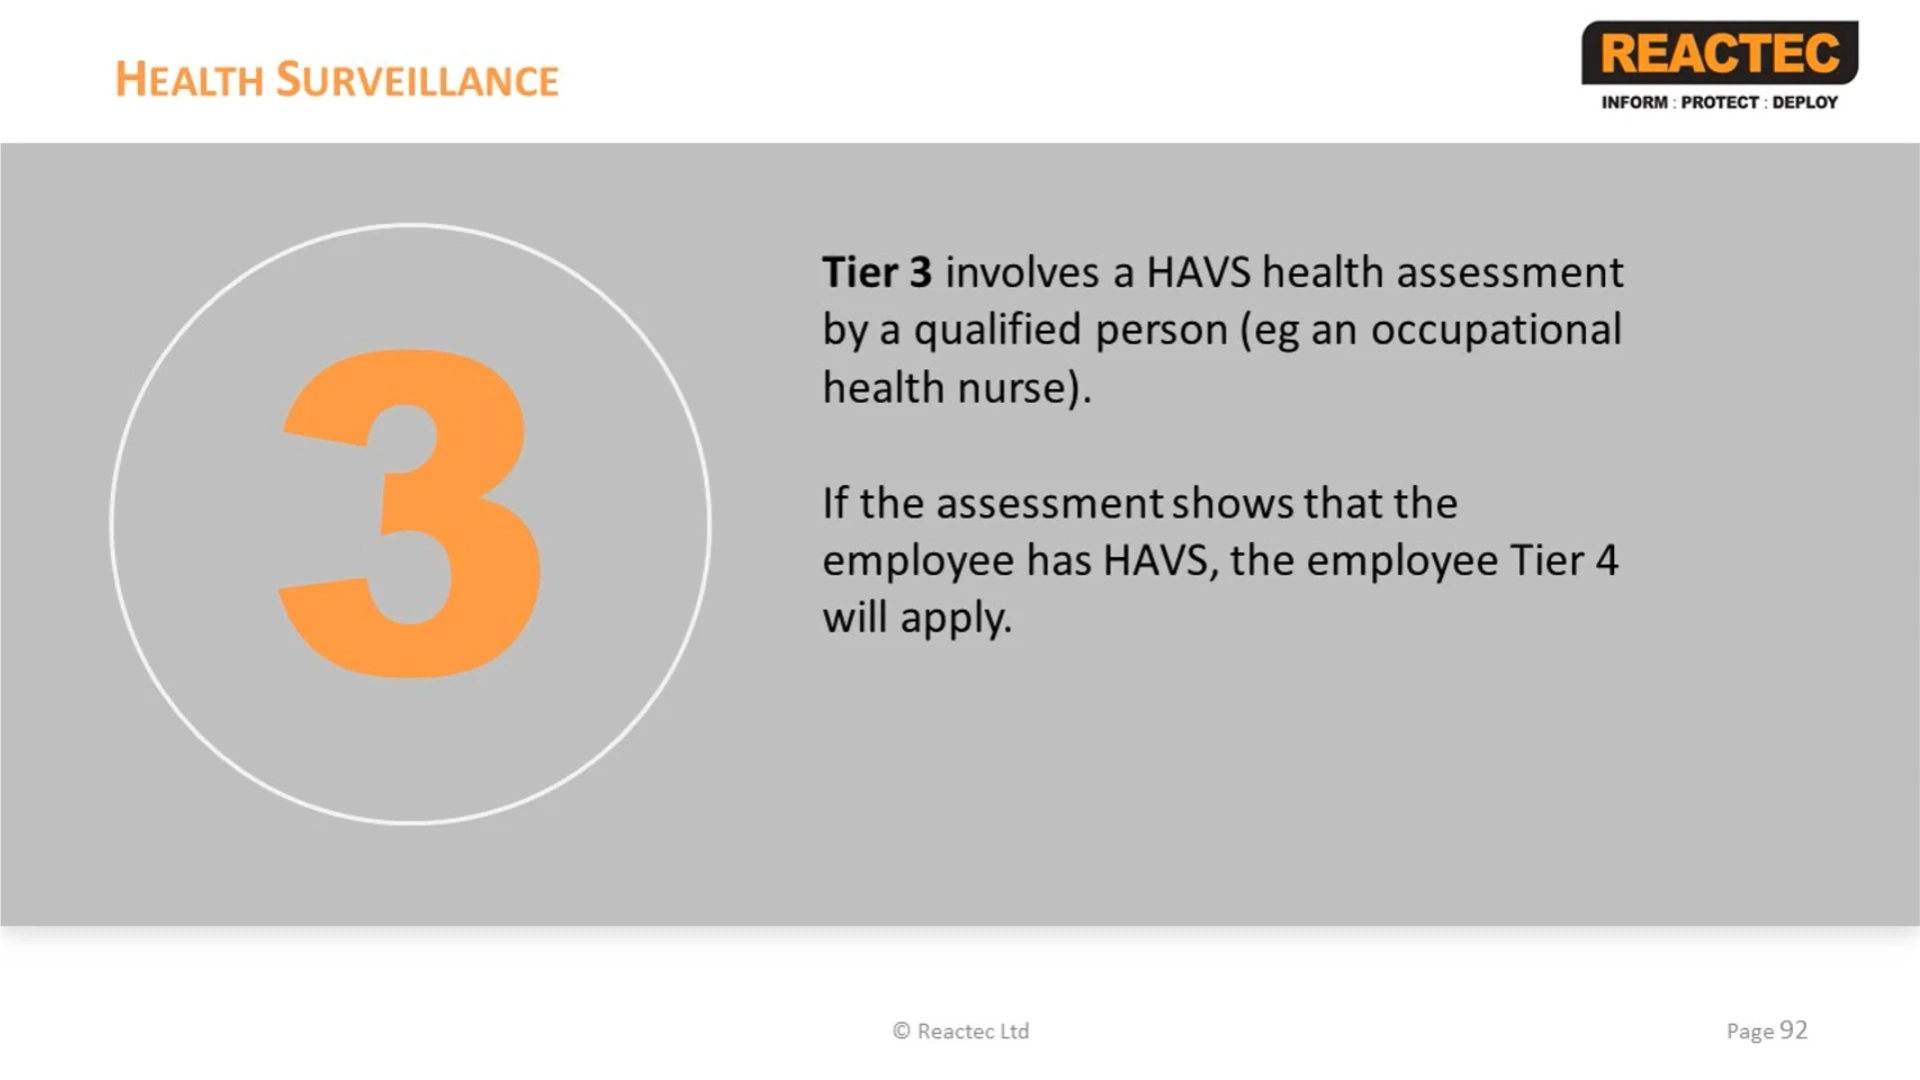 HEALTH SURVEILLANCE
REACTEC
INFORM : PROTECT : DEPLOY
3
Tier 3 involves a HAVS health assessment
by a qualified person (eg an occupational
health nurse).
If the assessment shows that the
employee has HAVS, the employee Tier 4
will apply.
© Reactec Ltd
Page 92